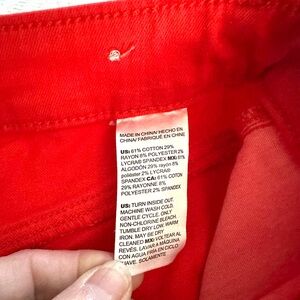 MADE IN CHINA/ HECHO EN
CHINA/ FABRIQUÉ EN CHINE
US: 61% COTTON 29%
RAYON 8% POLYESTER 2%
LYCRA® SPANDEX MX: 61%
ALGODÓN 29% rayón 8%
poliéster 2% LYCRA®
SPANDEX CA: 61% COTON
29% RAYONNE 8%
POLYESTER 2% SPANDEX
US: TURN INSIDE OUT.
MACHINE WASH COLD.
GENTLE CYCLE. ONLY
NON-CHLORINE BLEACH.
TUMBLE DRY LOW. WARM
IRON. MAY BE DRY
CLEANED MX: VOLTEAR AL
REVÉS. LAVAR A MÁQUINA
CON AGUA FRÍA EN CICLO
SUAVE. SOLAMENTE